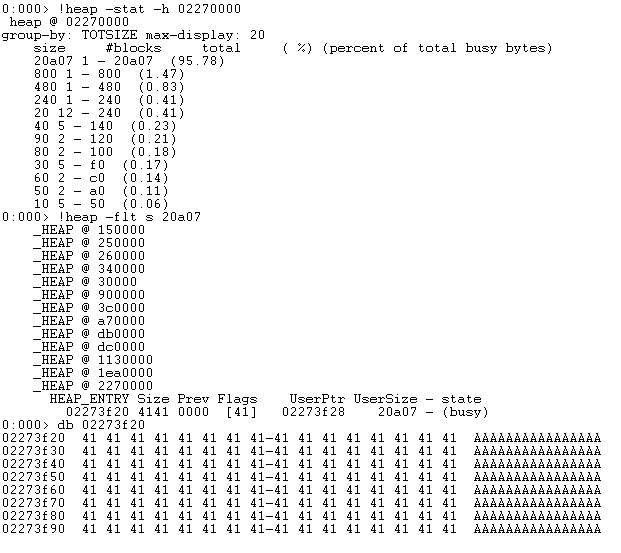 0:000> !heap -stat -h 02270000
heap @ 02270000
group-by: TOTSIZE max-display: 20
size #blocks total ( %) (percent of total busy bytes)
20a07 1 - 20a07 (95.78)
800 1 - 800 (1.47)
480 1 - 480 (0.83)
240 1 - 240 (0.41)
20 12 - 240 (0.41)
40 5 - 140 (0.23)
90 2 - 120 (0.21)
80 2 - 100 (0.18)
30 5 - f0 (0.17)
60 2 - c0 (0.14)
50 2 - a0 (0.11)
10 5 - 50 (0.06)
0:000> !heap -flt s 20a07
_HEAP @ 150000
_HEAP @ 250000
_HEAP @ 260000
_HEAP @ 340000
_HEAP @ 30000
_HEAP @ 900000
_HEAP @ 3c0000
_HEAP @ a70000
_HEAP @ db0000
_HEAP @ dc0000
_HEAP @ 1130000
_HEAP @ 1ea0000
_HEAP @ 2270000
HEAP_ENTRY Size Prev Flags UserPtr UserSize - state
02273f20 4141 0000 [41] 02273f28 20a07 - (busy)
0:000> db 02273f20
02273f20 41 41 41 41 41 41 41 41-41 41 41 41 41 41 41 41 AAAAAAAAAAAAAAAA
02273f30 41 41 41 41 41 41 41 41-41 41 41 41 41 41 41 41 AAAAAAAAAAAAAAAA
02273f40 41 41 41 41 41 41 41 41-41 41 41 41 41 41 41 41 AAAAAAAAAAAAAAAA
02273f50 41 41 41 41 41 41 41 41-41 41 41 41 41 41 41 41 AAAAAAAAAAAAAAAA
02273f60 41 41 41 41 41 41 41 41-41 41 41 41 41 41 41 41 AAAAAAAAAAAAAAAA
02273f70 41 41 41 41 41 41 41 41-41 41 41 41 41 41 41 41 AAAAAAAAAAAAAAAA
02273f80 41 41 41 41 41 41 41 41-41 41 41 41 41 41 41 41 AAAAAAAAAAAAAAAA
02273f90 41 41 41 41 41 41 41 41-41 41 41 41 41 41 41 41 AAAAAAAAAAAAAAAA